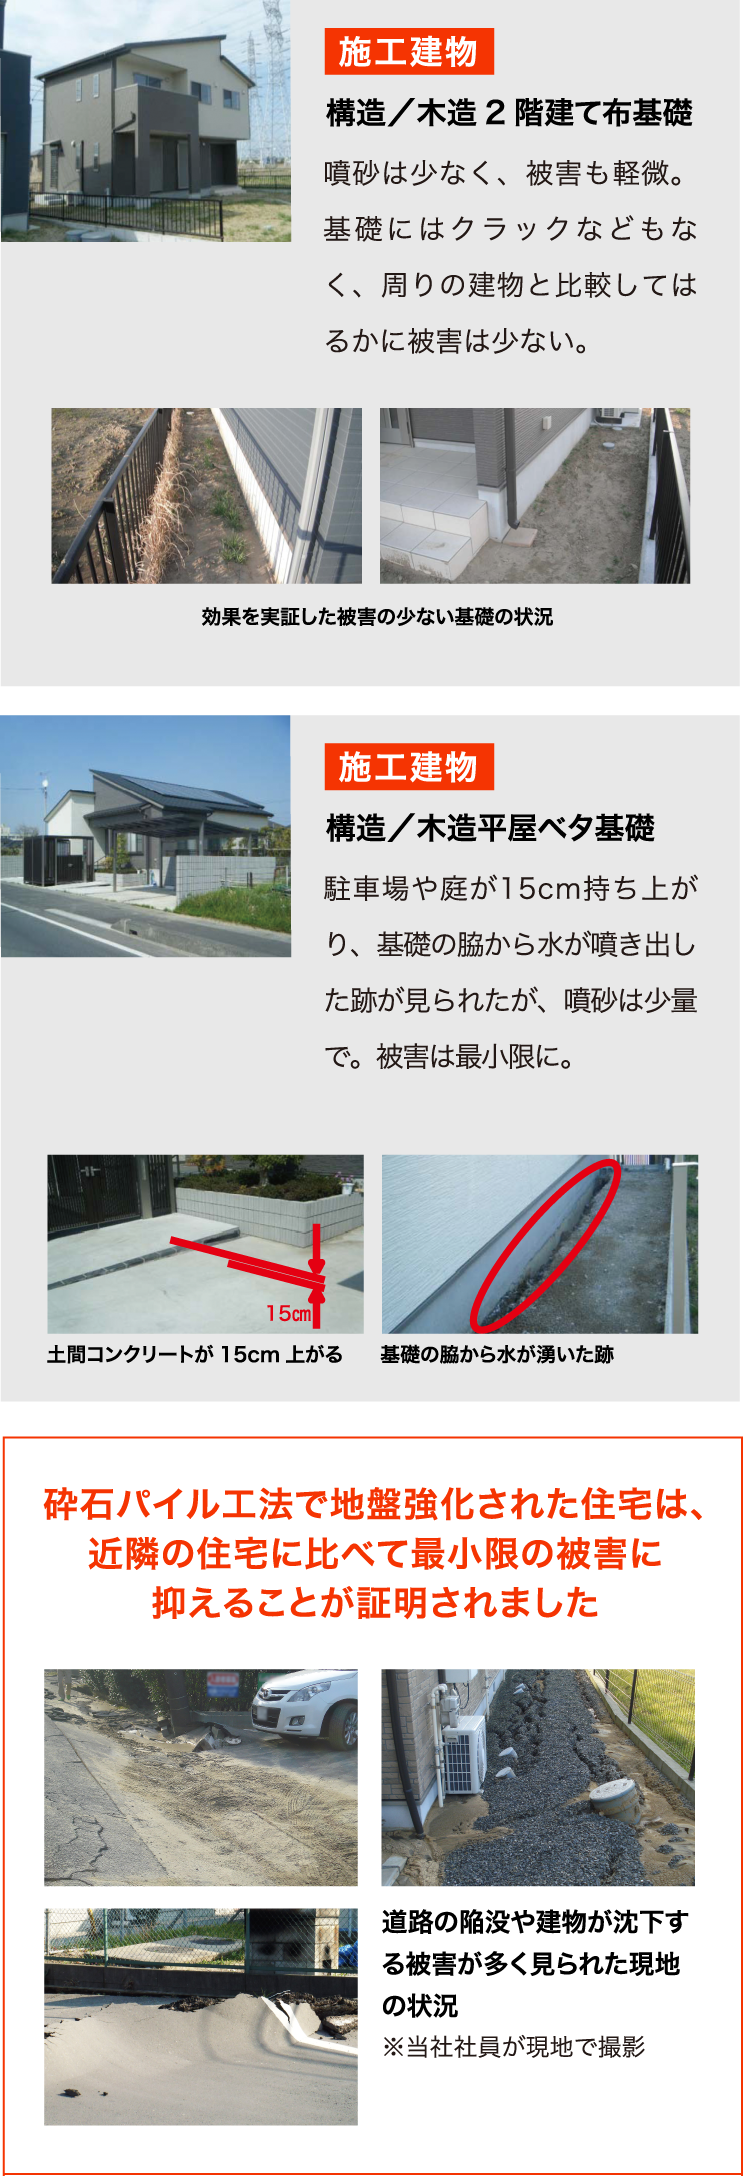 施工建物
構造／木造2階建て布基礎
噴砂は少なく、被害も軽微。
基礎にはクラックなどもな
く、周りの建物と比較しては
るかに被害は少ない。
効果を実証した被害の少ない基礎の状況
施工建物
構造／木造平屋ベタ基礎
駐車場や庭が15cm持ち上が
り、基礎の脇から水が噴き出し
た跡が見られたが、噴砂は少量
で。被害は最小限に。
15㎝
土間コンクリートが15cm上がる
基礎の脇から水が湧いた跡
砕石パイル工法で地盤強化された住宅は、
近隣の住宅に比べて最小限の被害に
抑えることが証明されました
道路の陥没や建物が沈下す
る被害が多く見られた現地
の状況
※当社社員が現地で撮影